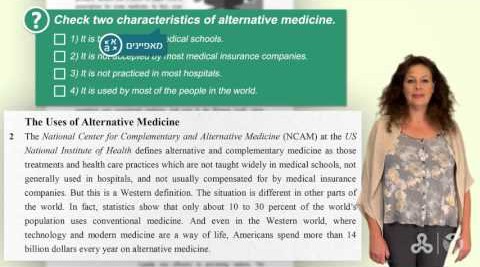 ?
Check two characteristics of alternative medicine.
1) It is dical schools.
מאפיינים
2) It is not accepted by most medical insurance companies.
3) It is not practiced in most hospitals.
4) It is used by most of the people in the world.
The Uses of Alternative Medicine
2 The National Center for Complementary and Alternative Medicine (NCAM) at the US
National Institute of Health defines alternative and complementary medicine as those
treatments and health care practices which are not taught widely in medical schools, not
generally used in hospitals, and not usually compensated for by medical insurance
companies. But this is a Western definition. The situation is different in other parts of
the world. In fact, statistics show that only about 10 to 30 percent of the world's
population uses conventional medicine. And even in the Western world, where
technology and modern medicine are a way of life, Americans spend more than 14
billion dollars every year on alternative medicine.